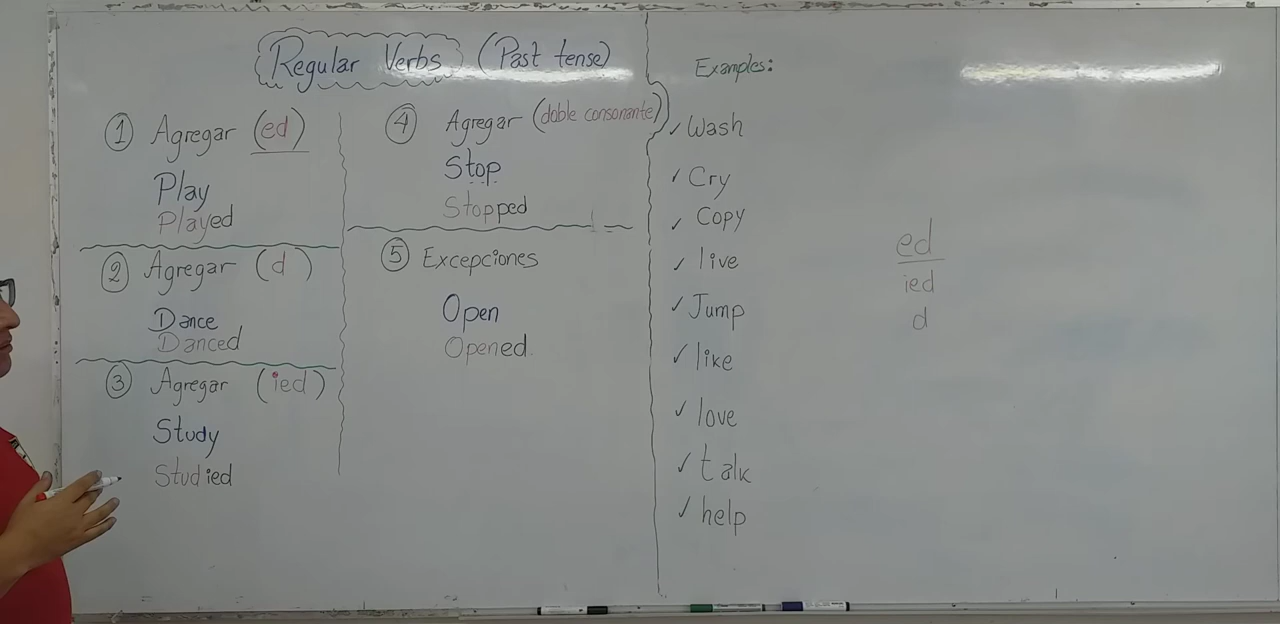 Regular Verbs (Past tense)
① Agregar (ed)
Play
Played
② Agregar (d)
Dance
Danced
③ Agregar (ied)
Study
Studied
④ Agregar (doble consonante)
Stop
Stopped
⑤ Excepciones
Open
Opened.
Examples:
✓ Wash
✓ Cry
✓ Copy
✓ live
✓ Jump
✓ like
✓ love
✓ talk
✓ help
ed
ied
d